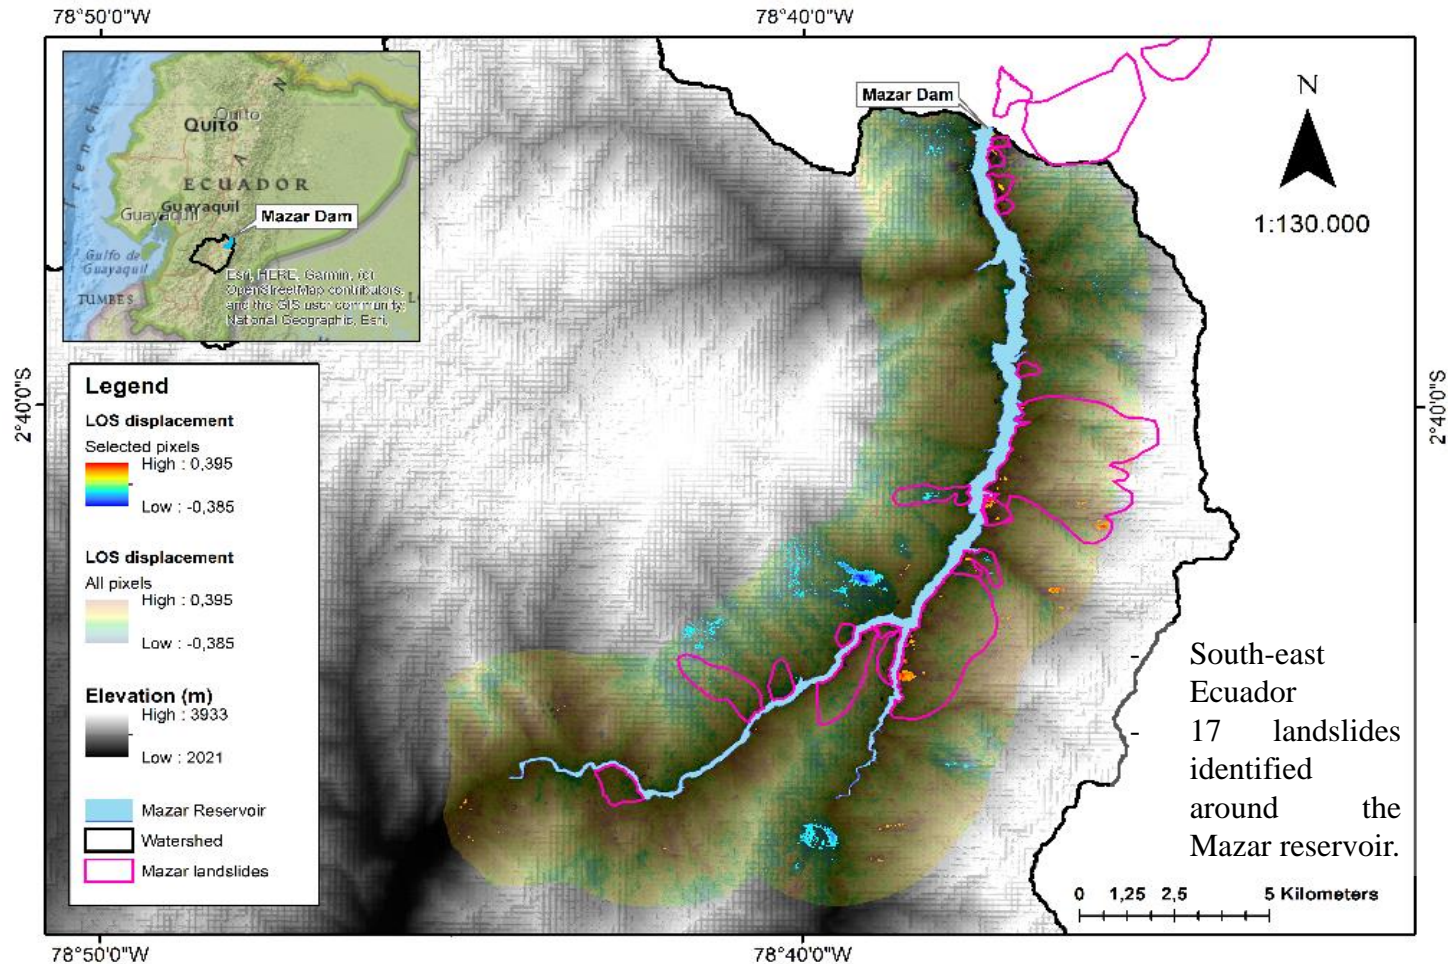 78°50'0"W
78°40'0"W
French
N
Quito
Quito
A
ECUADOR
Guayaquil
Guayaquil
Mazar Dam
Gulfo de
Guayaquil
TUMBES
Esri, HERE, Garmin, (c)
OpenStreetMap contributors,
and the GIS user community,
National Geographic, Esri,
Mazar Dam
N
1:130.000
2°40'0"S
2°40'0"S
Legend
LOS displacement
Selected pixels
High : 0,395
Low : -0,385
LOS displacement
All pixels
High : 0,395
Low : -0,385
Elevation (m)
High : 3933
Low : 2021
Mazar Reservoir
Watershed
Mazar landslides
- South-east
Ecuador
- 17 landslides
identified
around the
Mazar reservoir.
0 1,25 2,5 5 Kilometers
78°50'0"W
78°40'0"W